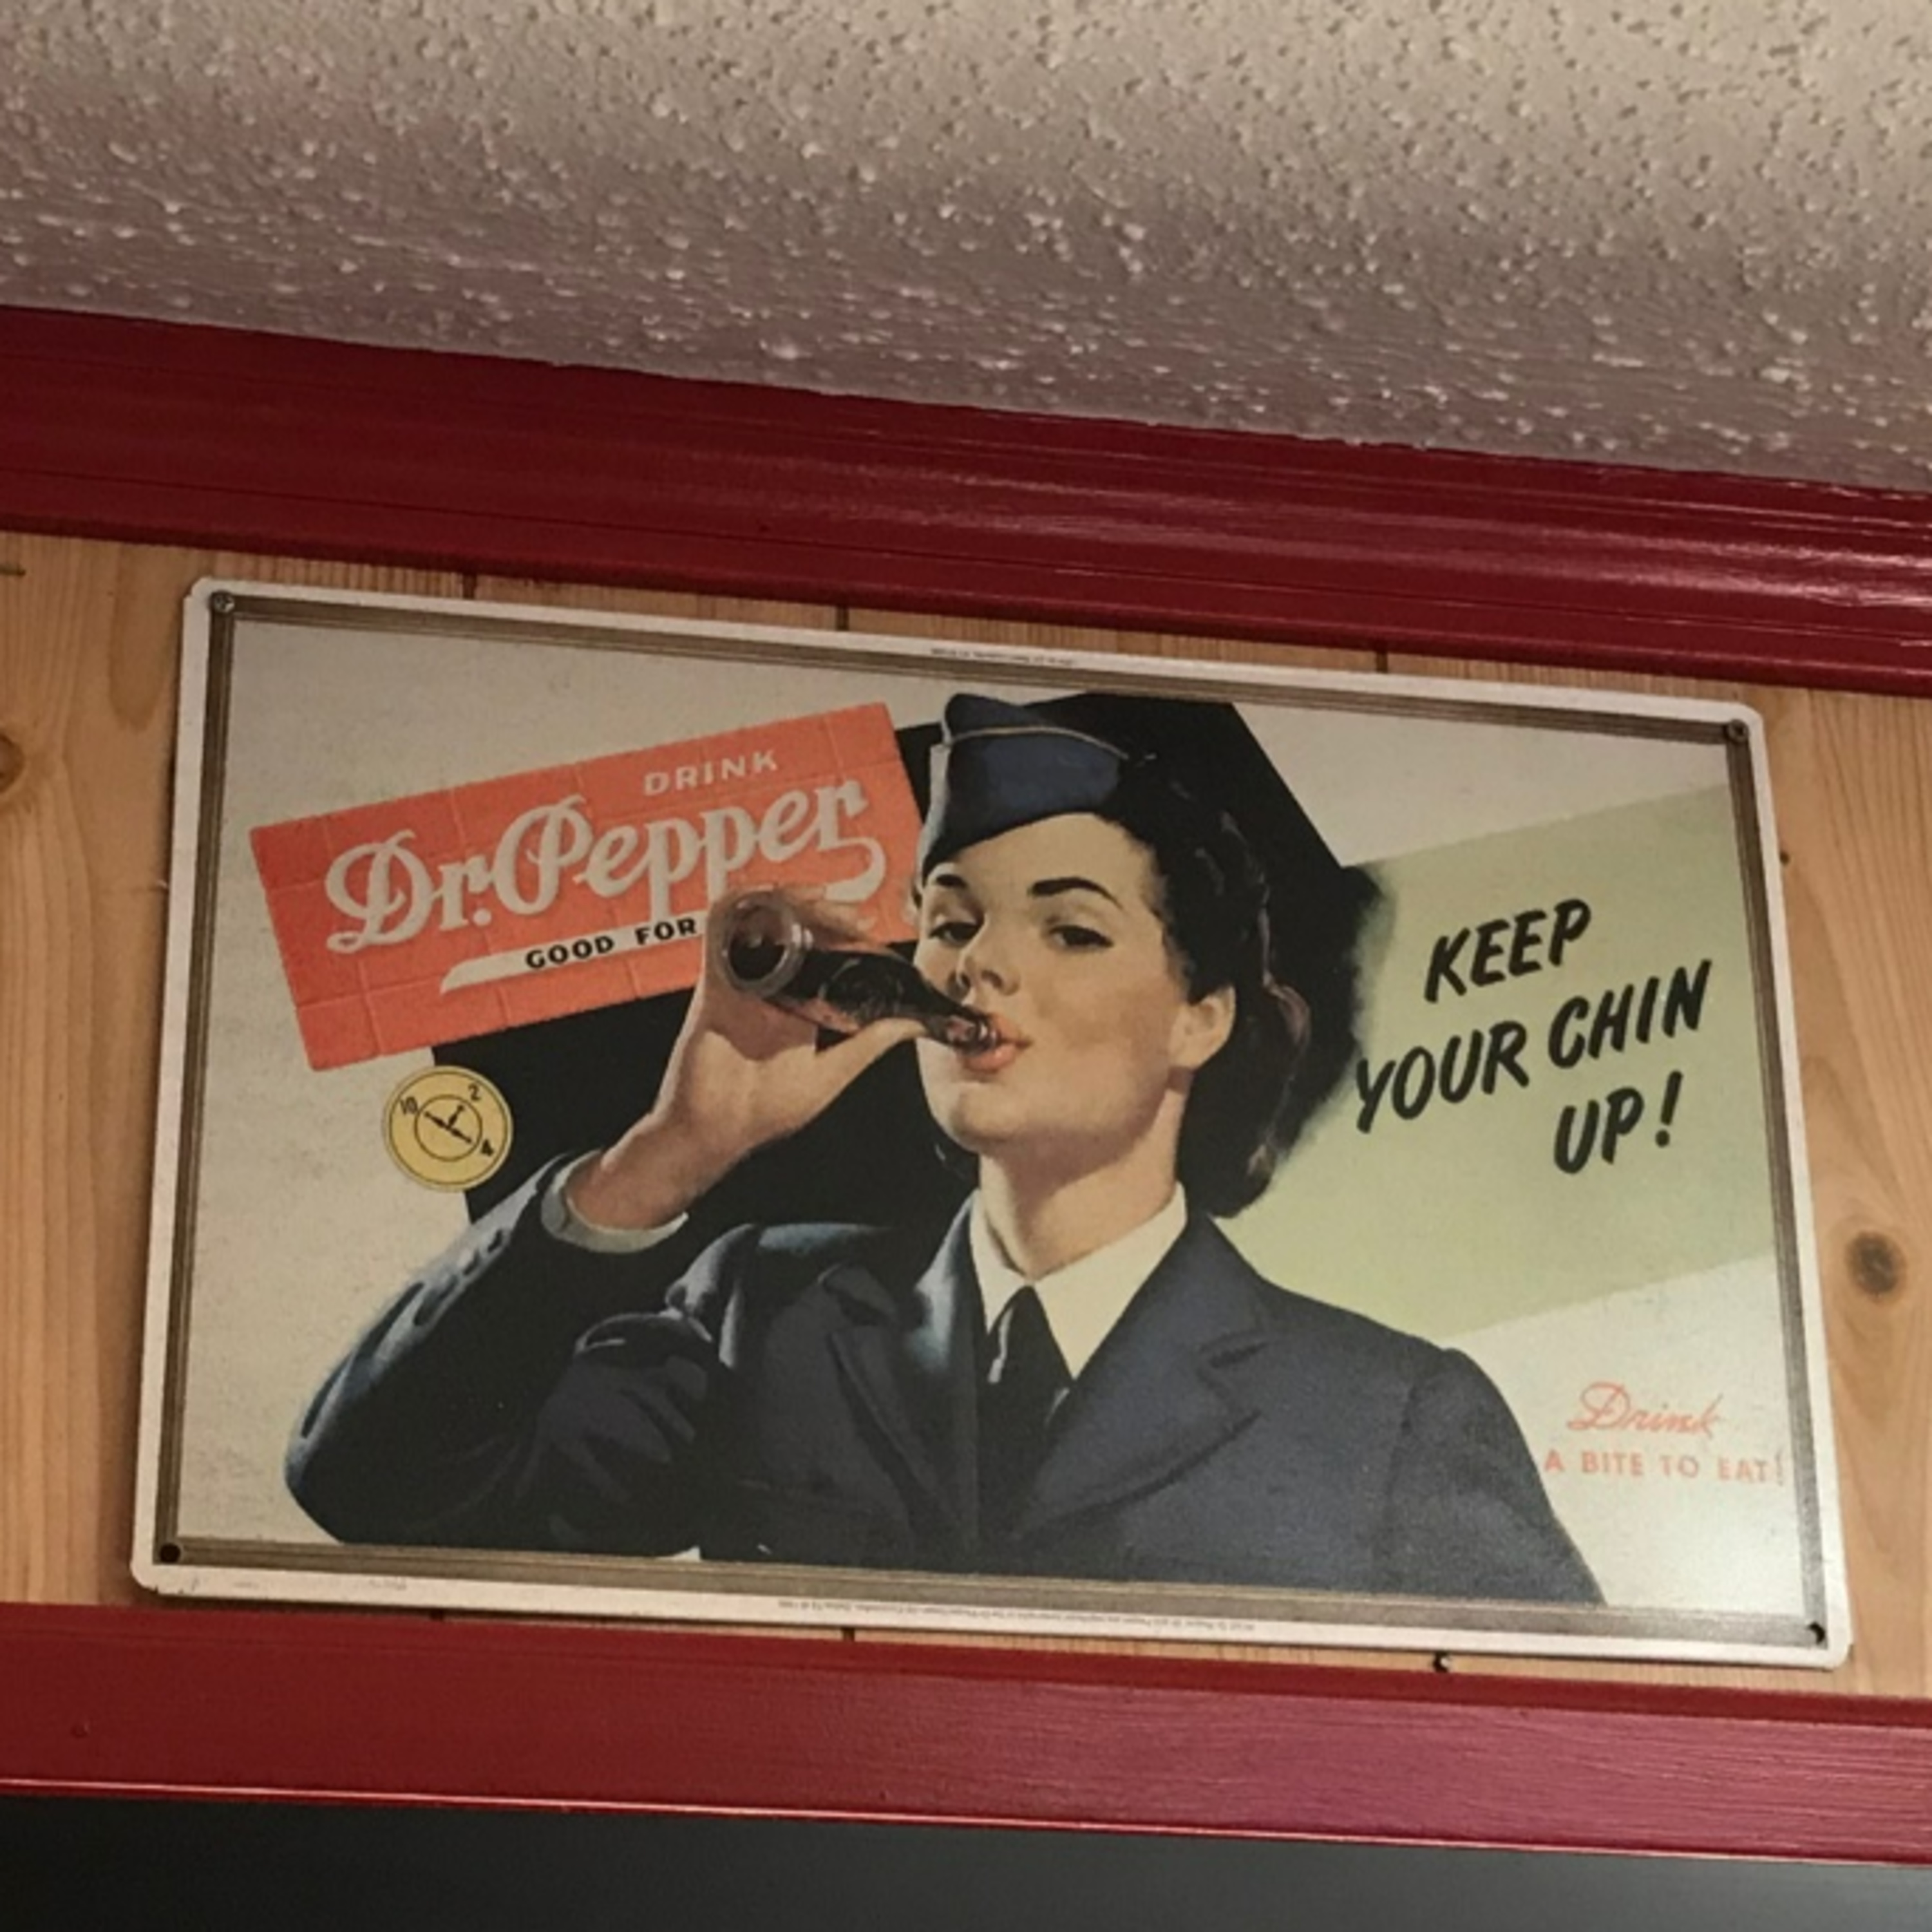 DRINK
Dr. Pepper
GOOD FOR
10 2 4
KEEP
YOUR CHIN
UP!
Drink
A BITE TO EAT!